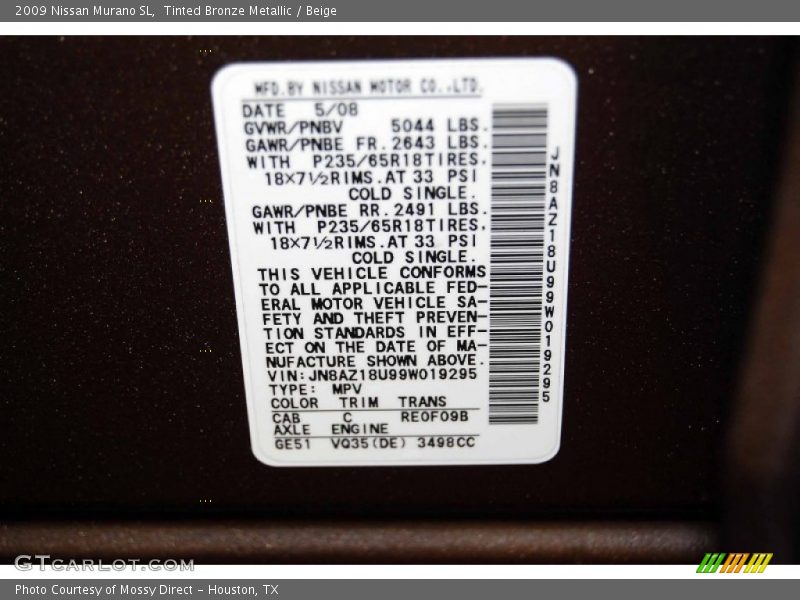 2009 Nissan Murano SL,  Tinted Bronze Metallic / Beige
MFD.BY NISSAN MOTOR CO.,LTD.
DATE 5/08
GVWR/PNBV 5044 LBS.
GAWR/PNBE FR. 2643 LBS.
WITH P235/65R18TIRES.
18×7½RIMS.AT 33 PSI
COLD SINGLE.
GAWR/PNBE RR. 2491 LBS.
WITH P235/65R18TIRES.
18×7½RIMS.AT 33 PSI
COLD SINGLE.
THIS VEHICLE CONFORMS
TO ALL APPLICABLE FED-
ERAL MOTOR VEHICLE SA-
FETY AND THEFT PREVEN-
TION STANDARDS IN EFF-
ECT ON THE DATE OF MA-
NUFACTURE SHOWN ABOVE.
VIN:JN8AZ18U99W019295
TYPE: MPV
COLOR TRIM TRANS
CAB C RE0F09B
AXLE ENGINE
GE51 VQ35(DE) 3498CC
JN8AZ18U99W019295
GTCARLOT.COM
Photo Courtesy of Mossy Direct – Houston, TX